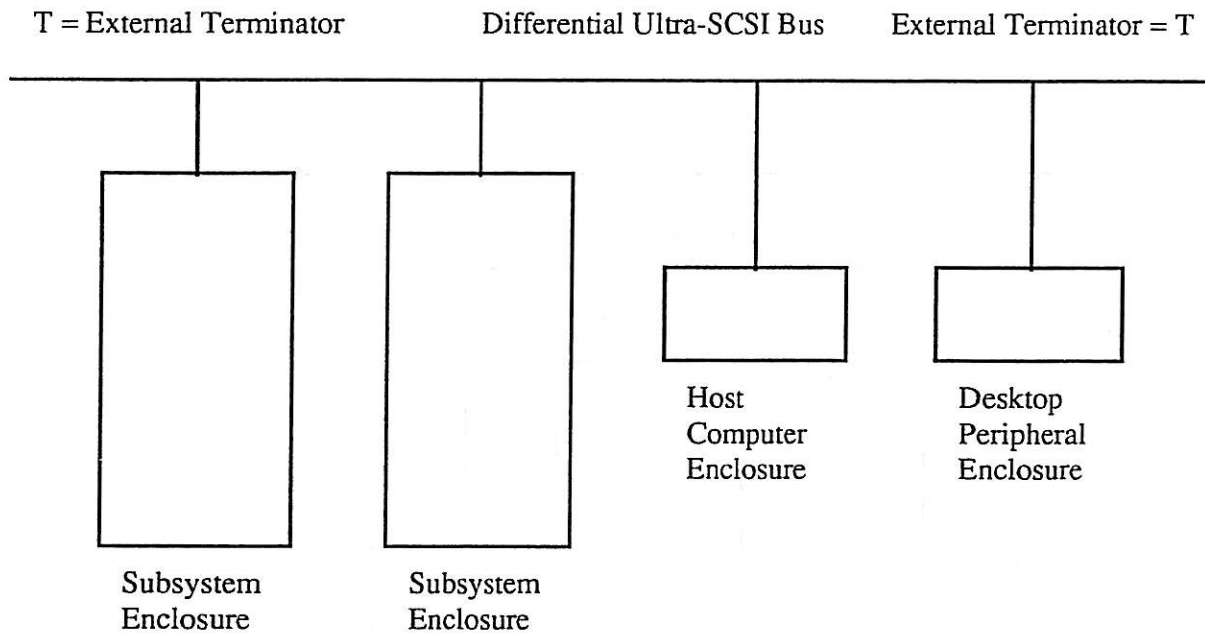 T = External Terminator
Differential Ultra-SCSI Bus
External Terminator = T
Host
Computer
Enclosure
Desktop
Peripheral
Enclosure
Subsystem
Enclosure
Subsystem
Enclosure